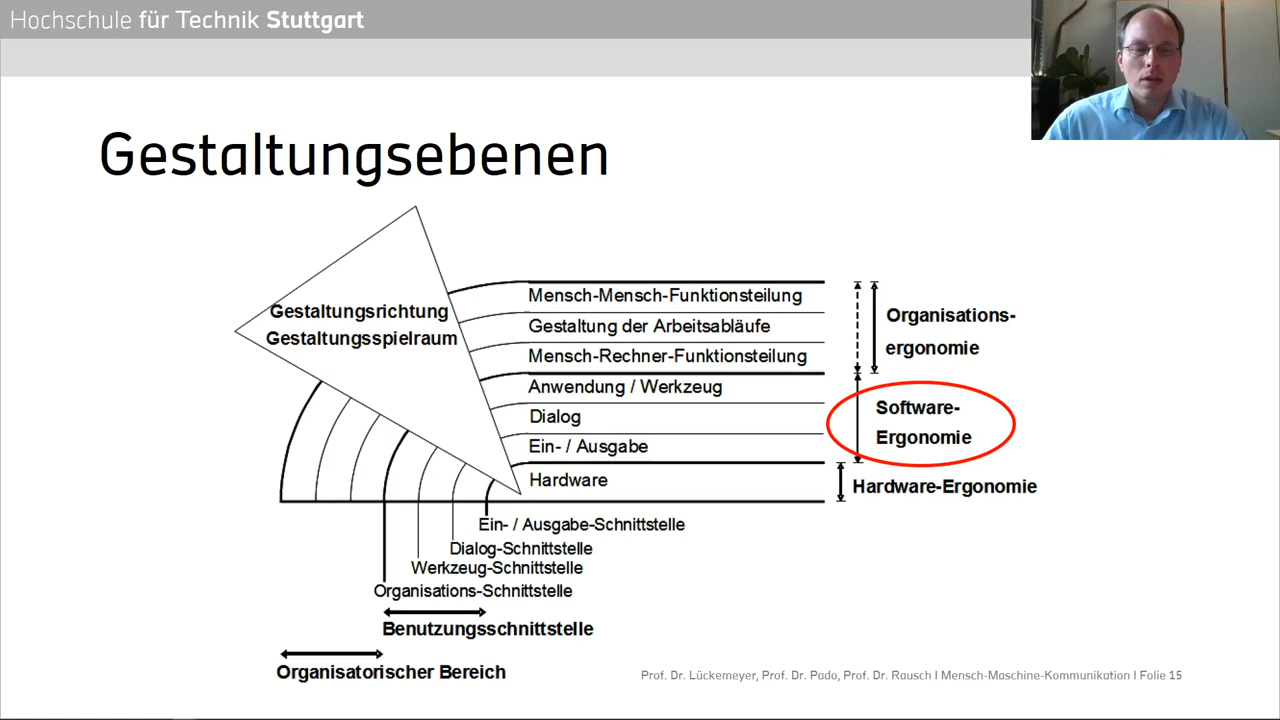 Hochschule für Technik Stuttgart
Gestaltungsebenen
Gestaltungsrichtung
Gestaltungsspielraum
Mensch-Mensch-Funktionsteilung
Gestaltung der Arbeitsabläufe
Mensch-Rechner-Funktionsteilung
Anwendung / Werkzeug
Dialog
Ein- / Ausgabe
Hardware
Organisations-
ergonomie
Software-
Ergonomie
Hardware-Ergonomie
Ein- / Ausgabe-Schnittstelle
Dialog-Schnittstelle
Werkzeug-Schnittstelle
Organisations-Schnittstelle
Benutzungsschnittstelle
Organisatorischer Bereich
Prof. Dr. Lückemeyer, Prof. Dr. Pado, Prof. Dr. Rausch I Mensch-Maschine-Kommunikation I Folie 15